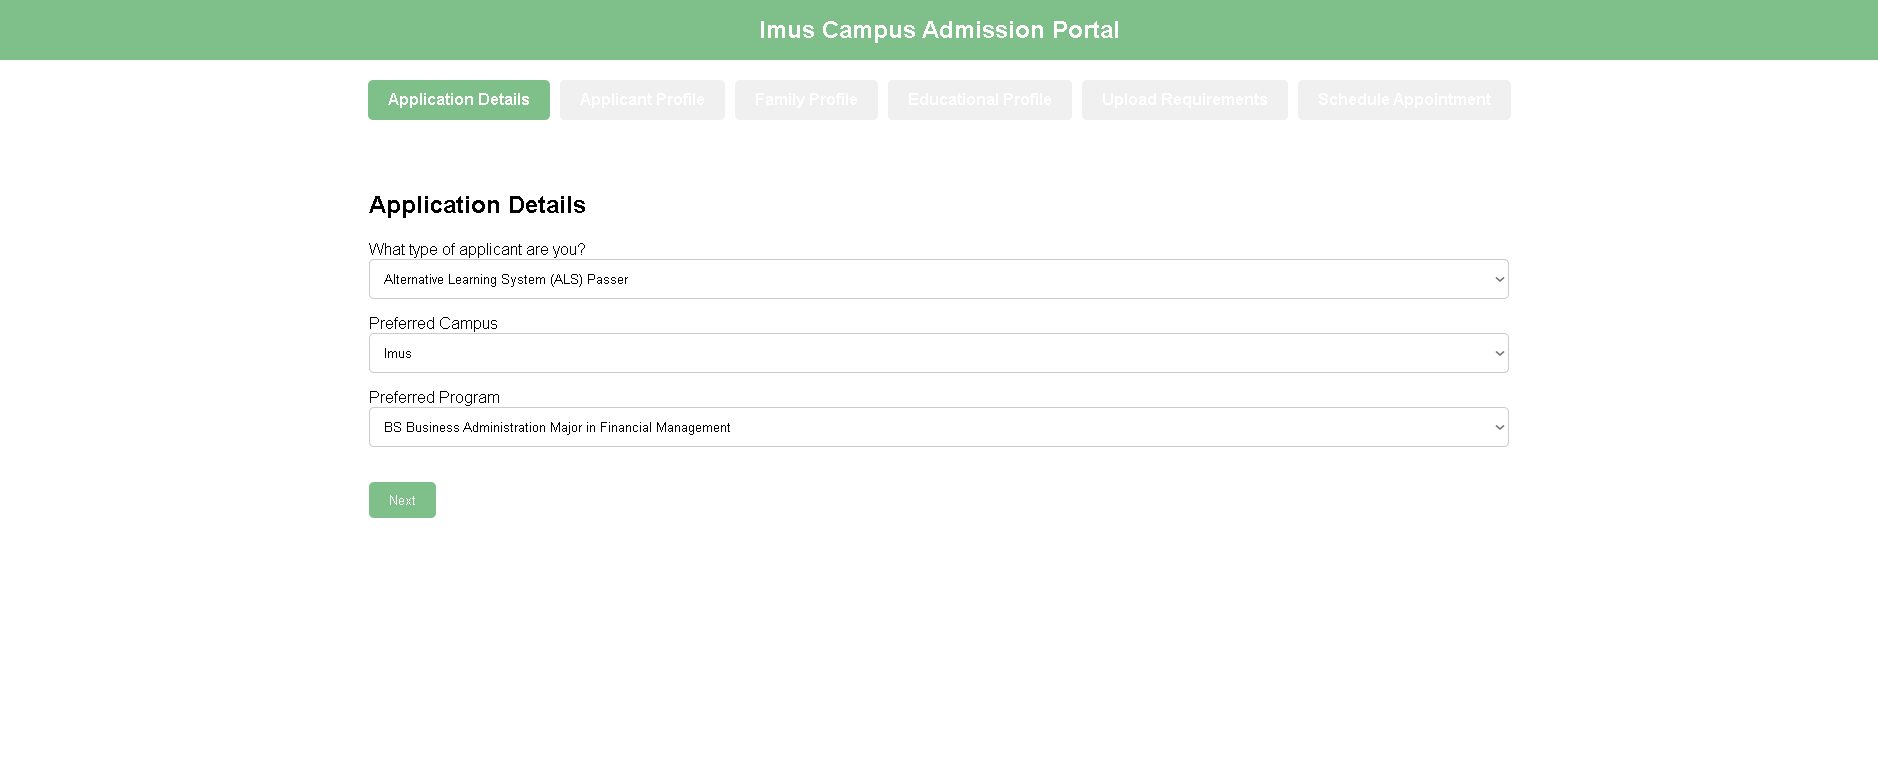 Imus Campus Admission Portal
Application Details Applicant Profile Family Profile Educational Profile Upload Requirements Schedule Appointment
Application Details
What type of applicant are you?
Alternative Learning System (ALS) Passer
Preferred Campus
Imus
Preferred Program
BS Business Administration Major in Financial Management
Next